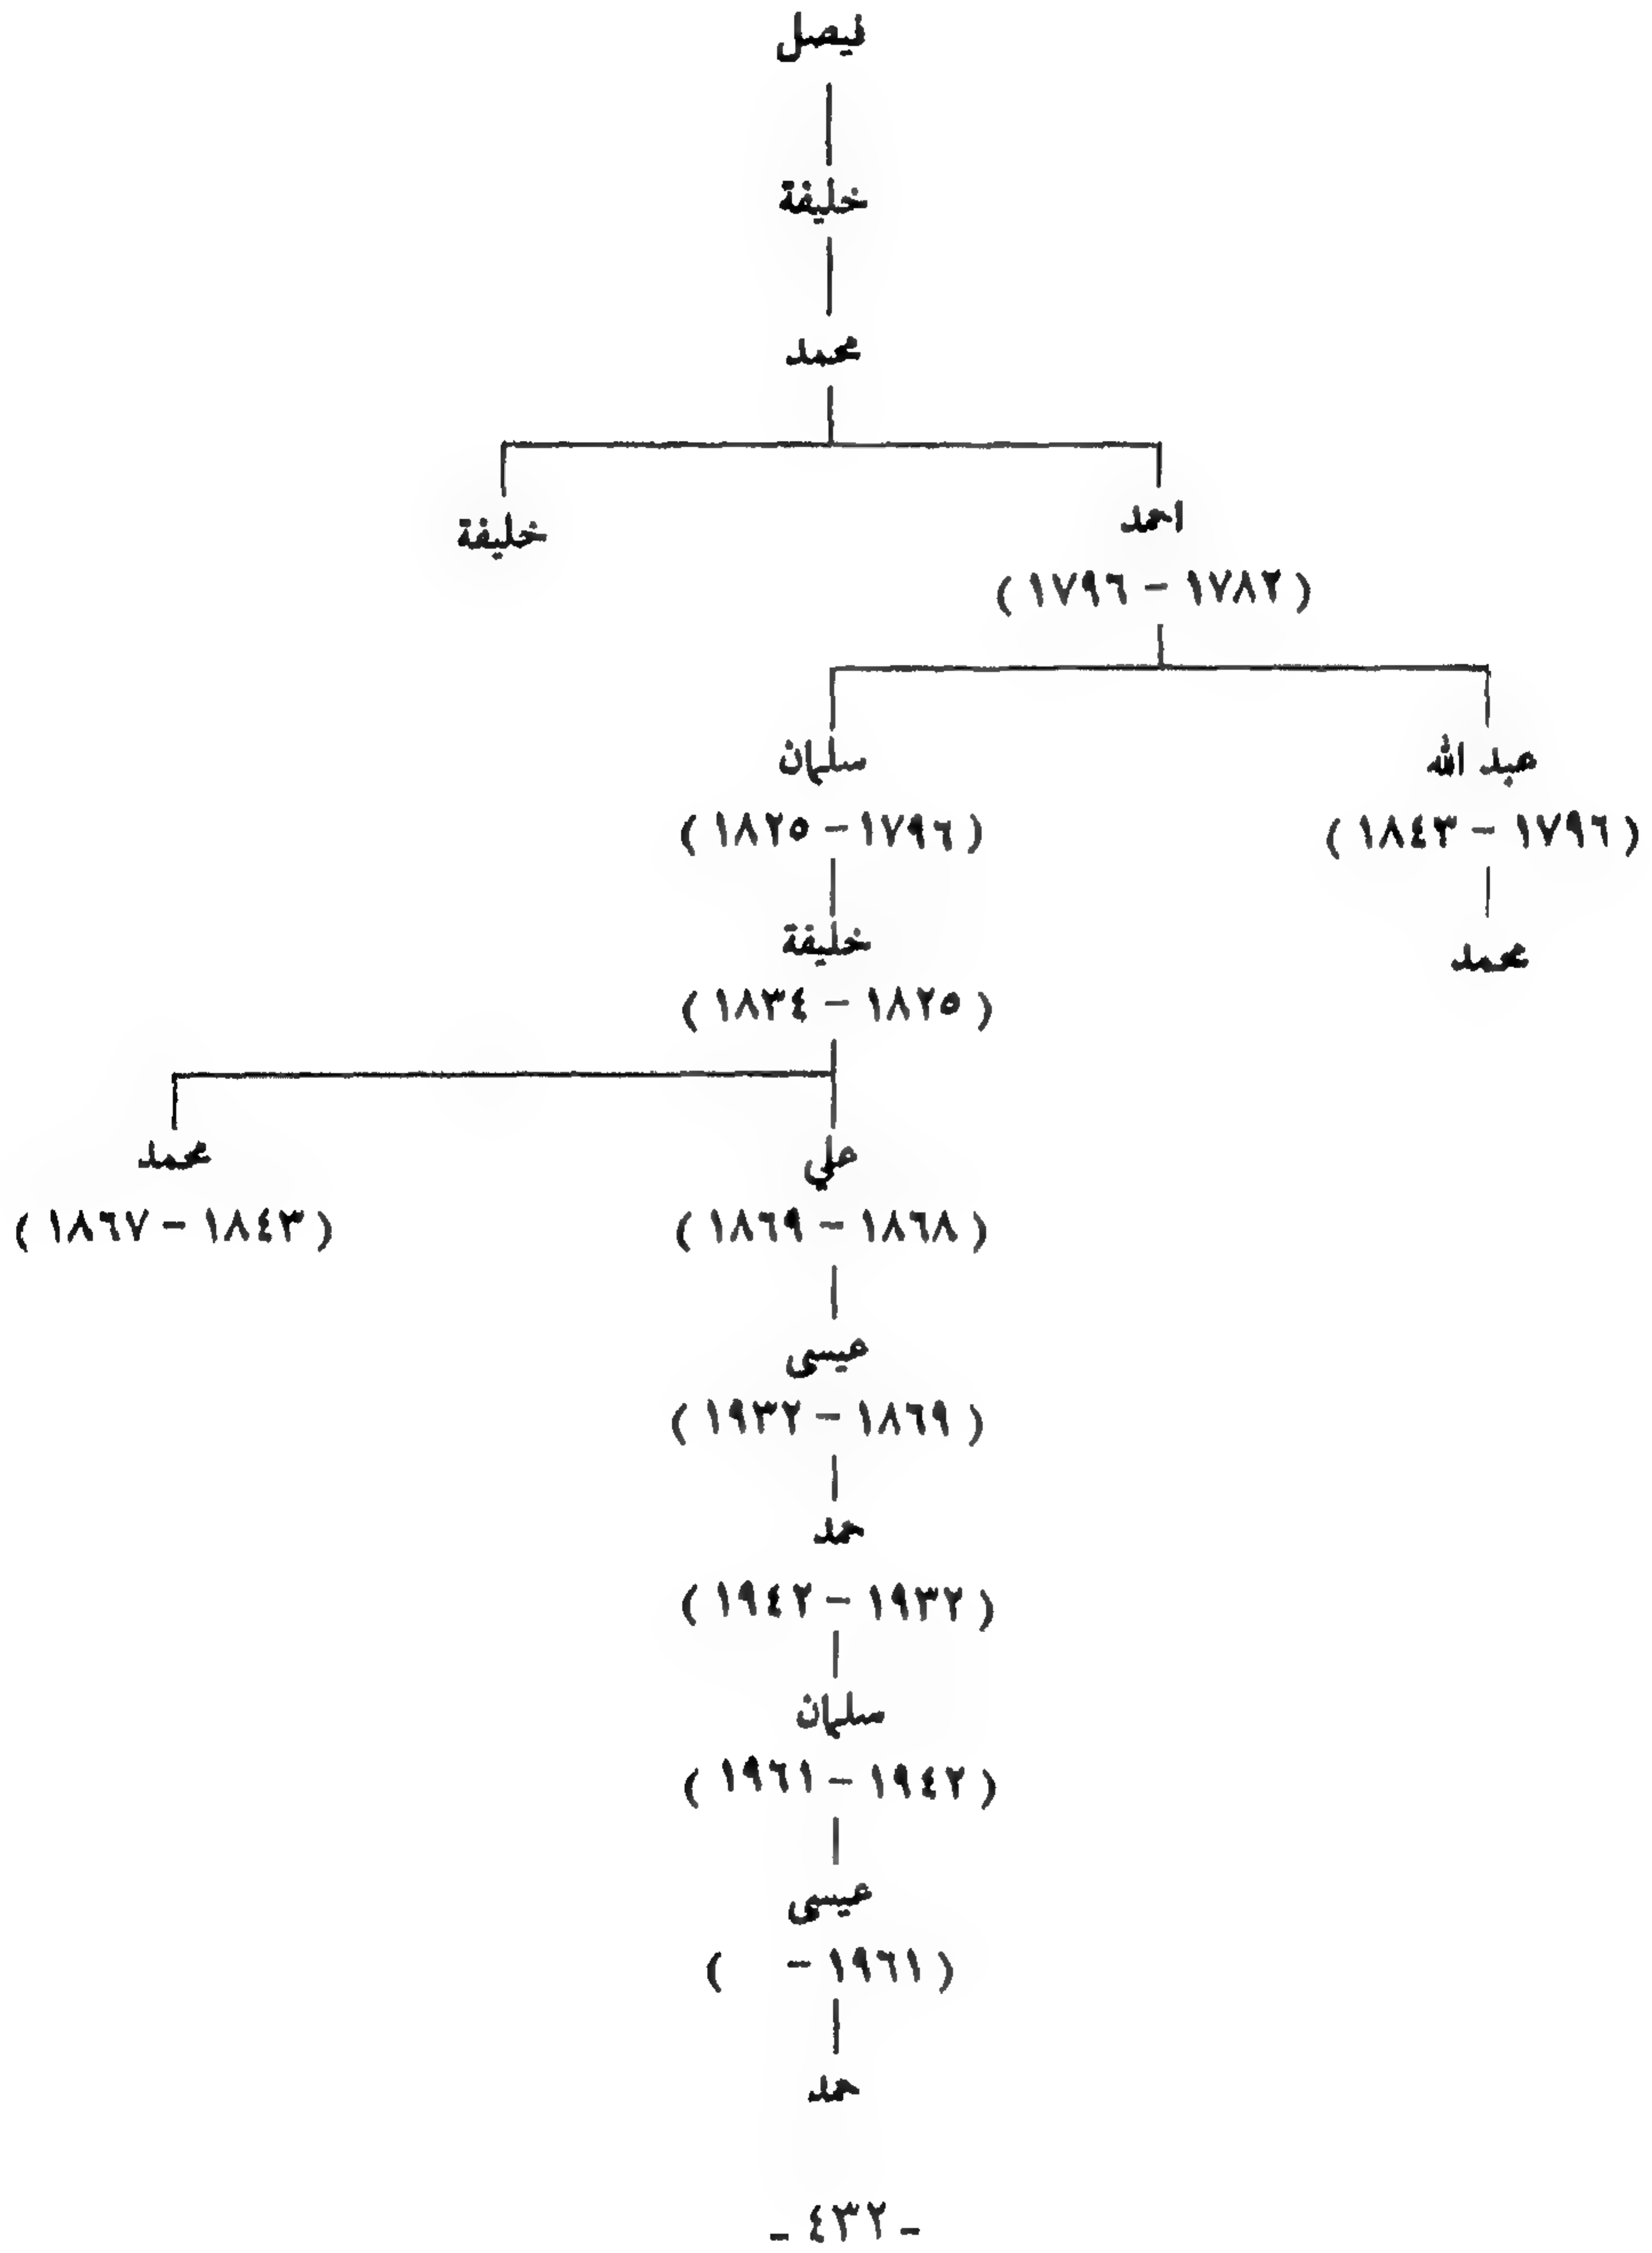 فيصل
خليفة
محمد
احمد
خليفة
(١٧٨٢ - ١٧٩٦)
عبد الله
سلمان
(١٧٩٦ - ١٨٤٣)
(١٧٩٦ - ١٨٢٥)
خليفة
محمد
(١٨٢٥ - ١٨٣٤)
علي
محمد
(١٨٦٨ - ١٨٦٩)
(١٨٤٣ - ١٨٦٧)
عيسى
(١٨٦٩ - ١٩٣٢)
حمد
(١٩٣٢ - ١٩٤٢)
سلمان
(١٩٤٢ - ١٩٦١)
عيسى
(١٩٦١ - )
حمد
- ٤٣٢ -